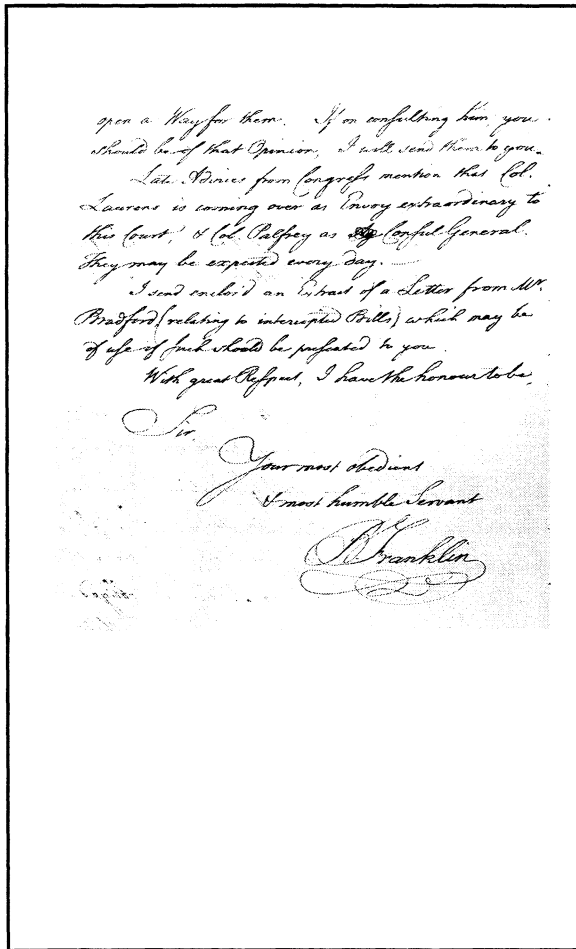 open a Way for them. If on consulting him, you
should be of that Opinion, I will send them to you.
Late Advices from Congress mention that Col.
Laurens is coming over as Envoy extraordinary to
this Court, & Col. Palfrey as Consul General.
They may be expected every Day.
I send enclos'd an Extract of a Letter from Mr.
Bradford (relating to intercepted Bills) which may be
of use if such should be presented to you.
With great Respect, I have the honour to be,
Sir.
Your most obedient
& most humble Servant
B Franklin